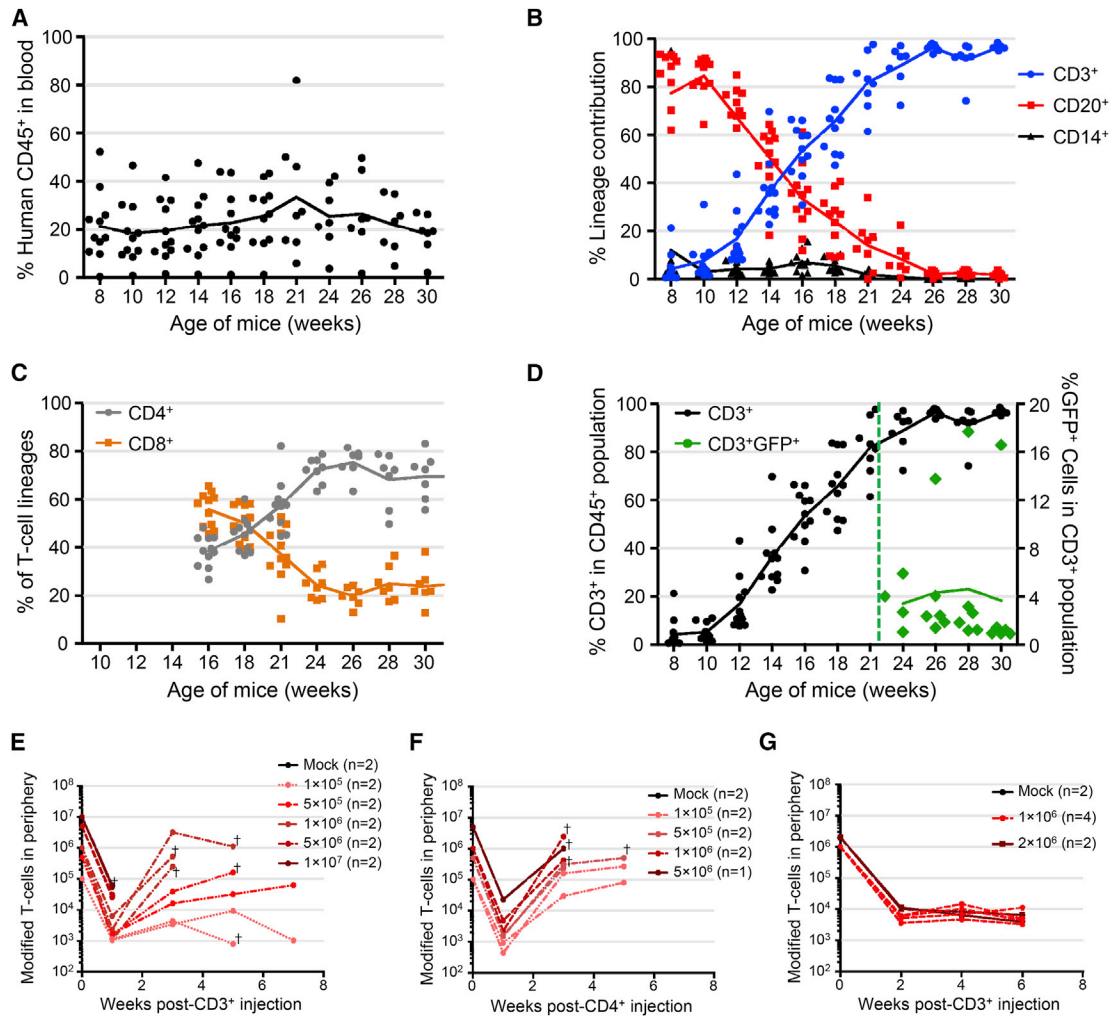 A
% Human CD45⁺ in blood
100
80
60
40
20
0
8 10 12 14 16 18 21 24 26 28 30
Age of mice (weeks)
B
% Lineage contribution
100
80
60
40
20
0
8 10 12 14 16 18 21 24 26 28 30
Age of mice (weeks)
CD3⁺
CD20⁺
CD14⁺
C
% of T-cell lineages
100
80
60
40
20
0
CD4⁺
CD8⁺
10 12 14 16 18 21 24 26 28 30
Age of mice (weeks)
D
% CD3⁺ in CD45⁺ population
100
80
60
40
20
0
CD3⁺
CD3⁺GFP⁺
20
16
12
8
4
0
%GFP⁺ Cells in CD3⁺ population
8 10 12 14 16 18 21 24 26 28 30
Age of mice (weeks)
E
Modified T-cells in periphery
10⁸
10⁷
10⁶
10⁵
10⁴
10³
10²
Mock (n=2)
1×10⁵ (n=2)
5×10⁵ (n=2)
1×10⁶ (n=2)
5×10⁶ (n=2)
1×10⁷ (n=2)
†
†
†
†
†
†
0 2 4 6 8
Weeks post-CD3⁺ injection
F
Modified T-cells in periphery
10⁸
10⁷
10⁶
10⁵
10⁴
10³
10²
Mock (n=2)
1×10⁵ (n=2)
5×10⁵ (n=2)
1×10⁶ (n=2)
5×10⁶ (n=1)
†
†
†
†
0 2 4 6 8
Weeks post-CD4⁺ injection
G
Modified T-cells in periphery
10⁸
10⁷
10⁶
10⁵
10⁴
10³
10²
Mock (n=2)
1×10⁶ (n=4)
2×10⁶ (n=2)
0 2 4 6 8
Weeks post-CD3⁺ injection